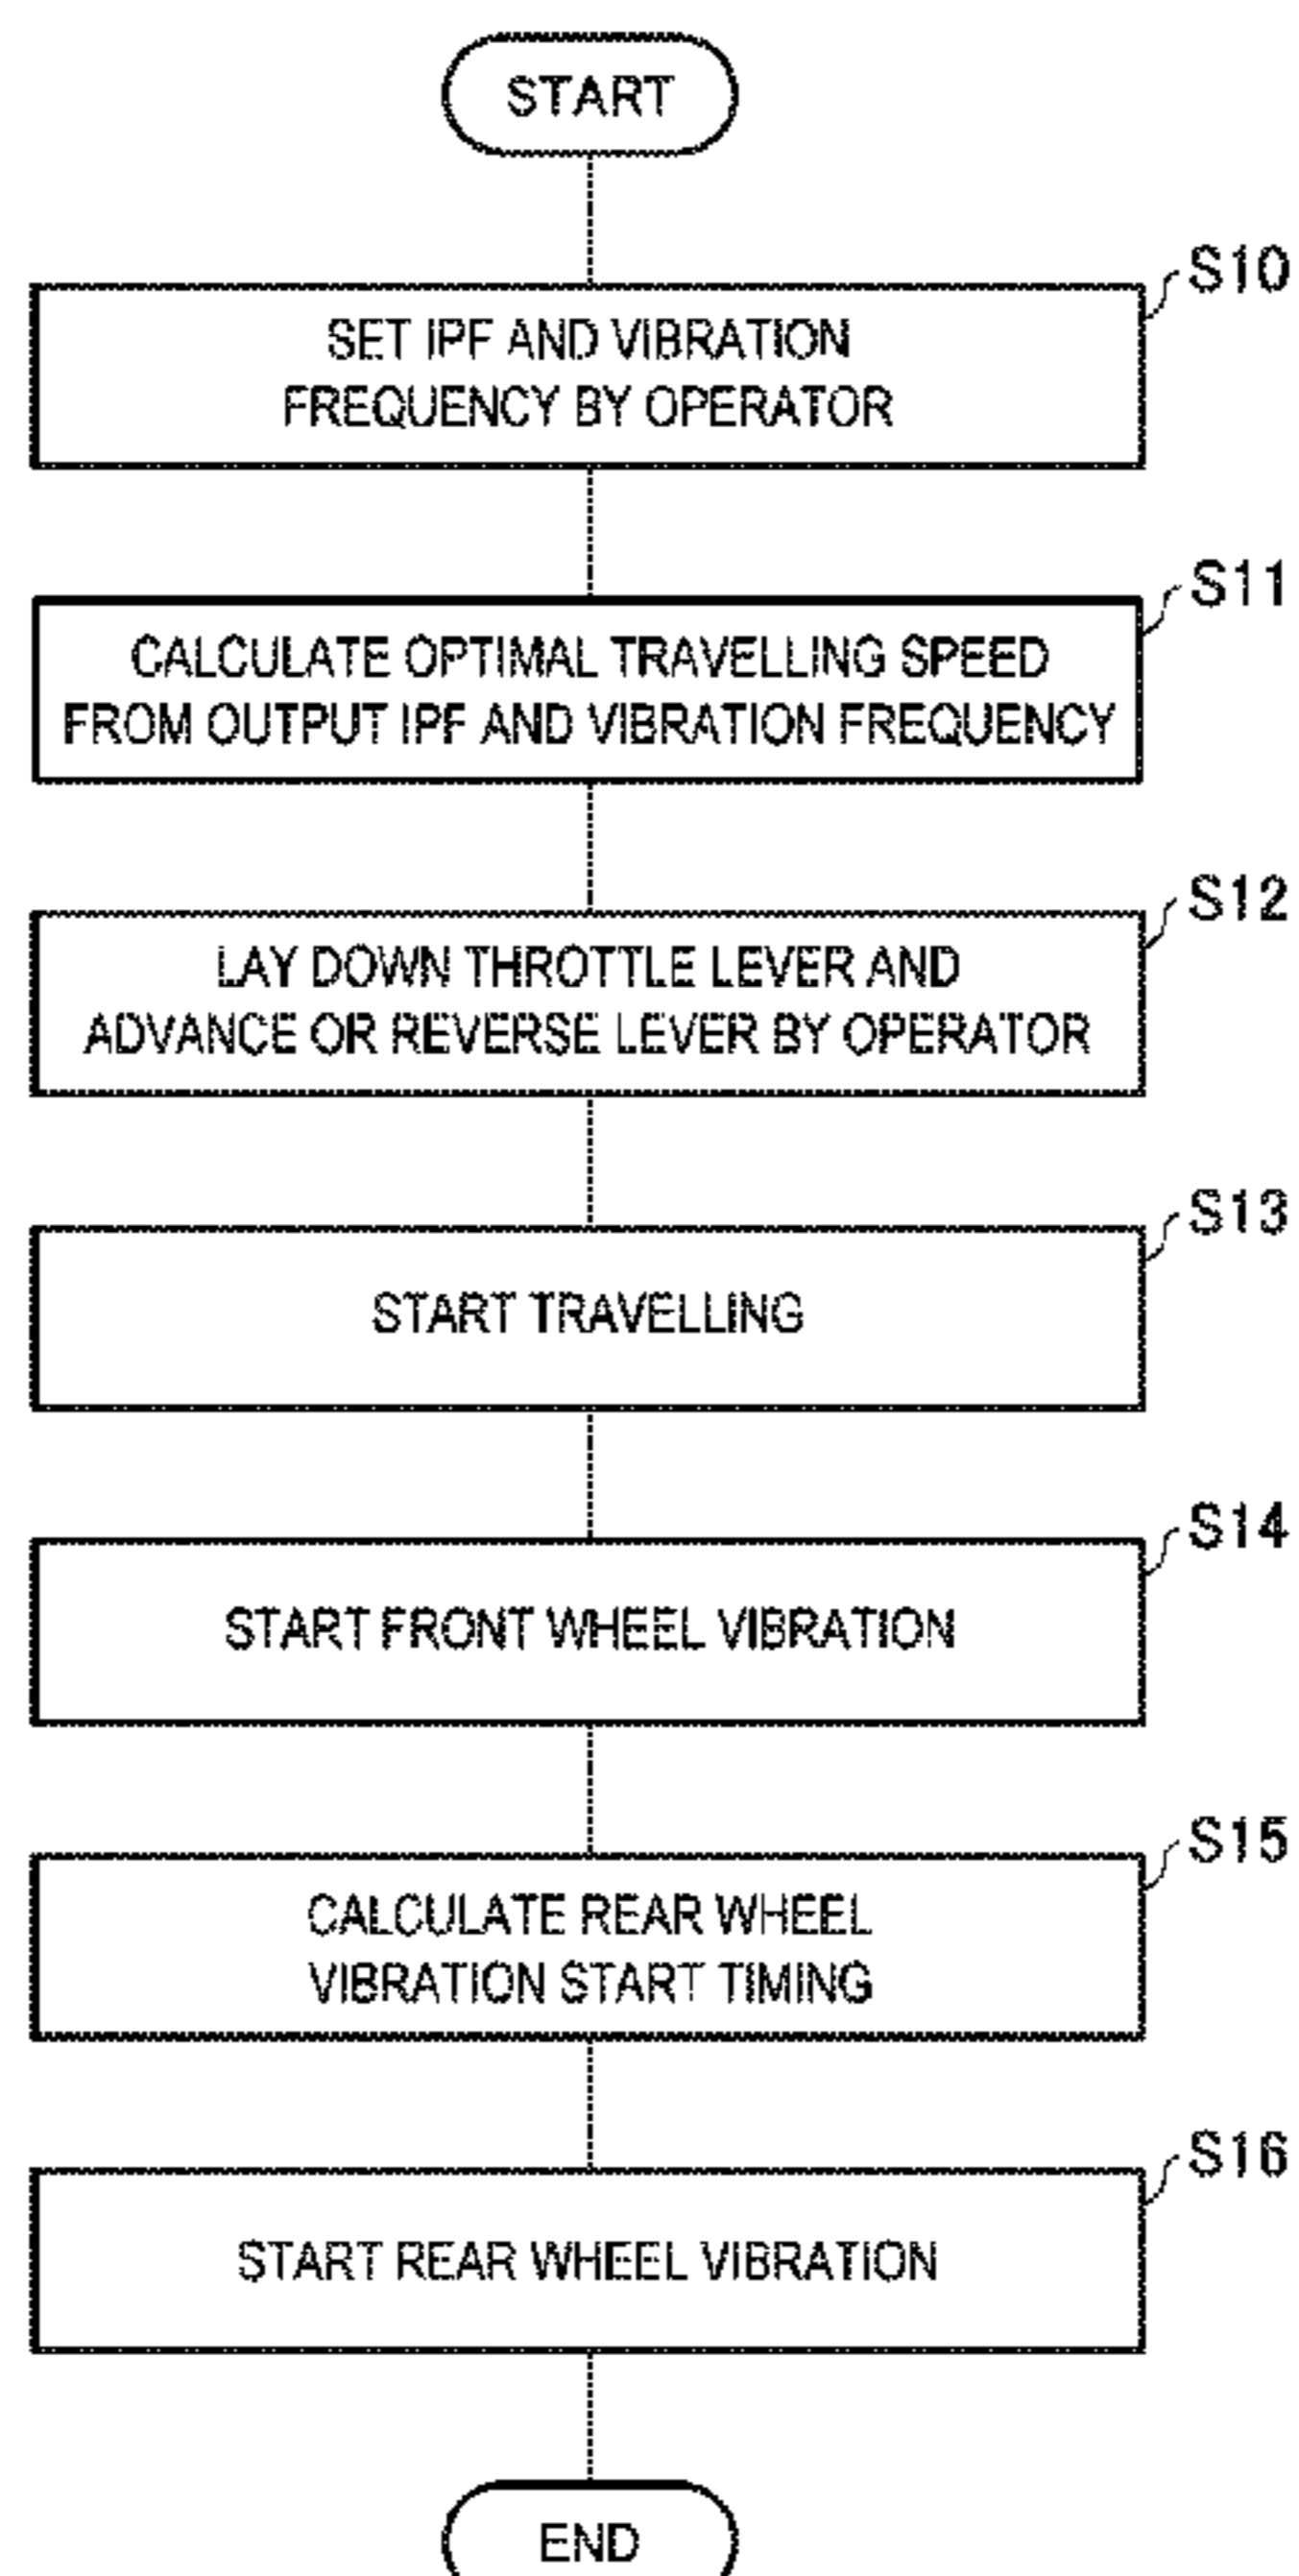 START
S10
SET IPF AND VIBRATION
FREQUENCY BY OPERATOR
S11
CALCULATE OPTIMAL TRAVELLING SPEED
FROM OUTPUT IPF AND VIBRATION FREQUENCY
S12
LAY DOWN THROTTLE LEVER AND
ADVANCE OR REVERSE LEVER BY OPERATOR
S13
START TRAVELLING
S14
START FRONT WHEEL VIBRATION
S15
CALCULATE REAR WHEEL
VIBRATION START TIMING
S16
START REAR WHEEL VIBRATION
END